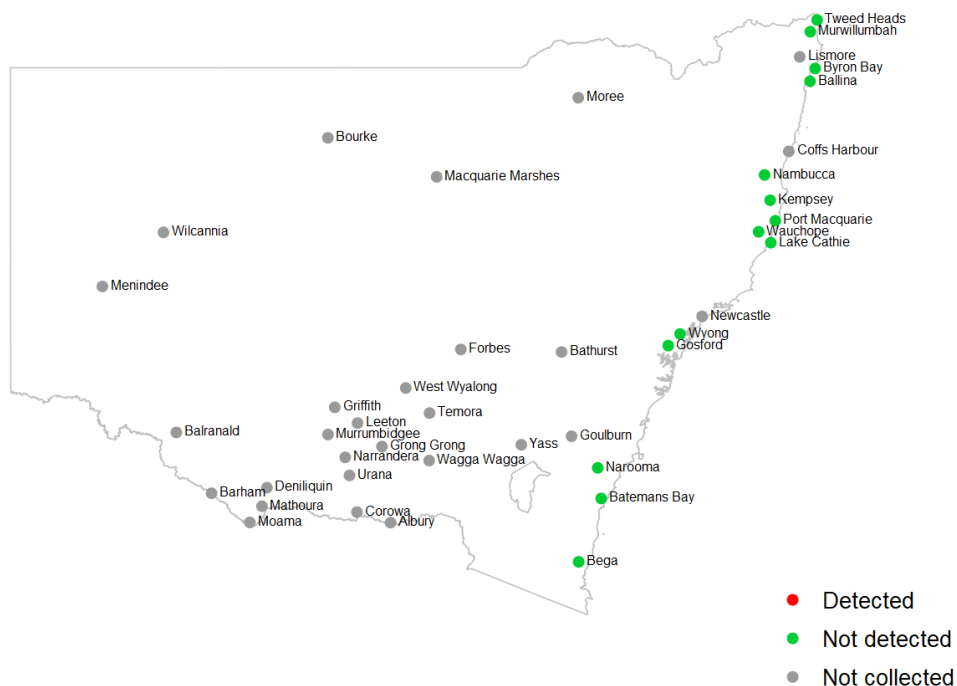 Tweed Heads
Murwillumbah
Lismore
Byron Bay
Ballina
Moree
Bourke
Coffs Harbour
Macquarie Marshes
Nambucca
Kempsey
Port Macquarie
Wilcannia
Wauchope
Lake Cathie
Menindee
Newcastle
Wyong
Gosford
Forbes
Bathurst
West Wyalong
Griffith
Temora
Leeton
Balranald
Murrumbidgee
Goulburn
Grong Grong
Yass
Narrandera
Wagga Wagga
Narooma
Urana
Deniliquin
Barham
Batemans Bay
Mathoura
Corowa
Moama
Albury
Bega
Detected
Not detected
Not collected